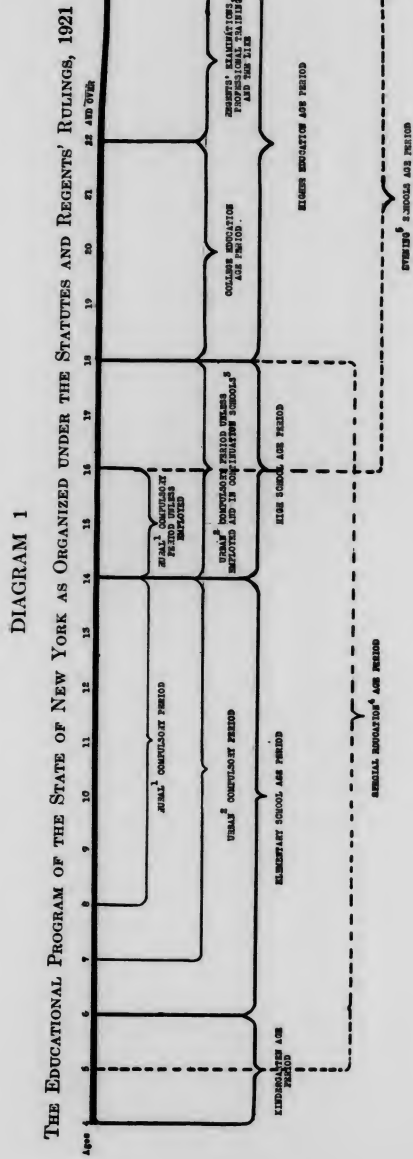 DIAGRAM 1
THE EDUCATIONAL PROGRAM OF THE STATE OF NEW YORK AS ORGANIZED UNDER THE STATUTES AND REGENTS' RULINGS, 1921
Ages 4 5 6 7 8 9 10 11 12 13 14 15 16 17 18 19 20 21 22 AND OVER
RURAL¹ COMPULSORY PERIOD
RURAL¹ COMPULSORY
PERIOD UNLESS
EMPLOYED
URBAN² COMPULSORY PERIOD
URBAN² COMPULSORY PERIOD UNLESS
EMPLOYED AND IN CONTINUATION SCHOOLS³
COLLEGE EDUCATION
AGE PERIOD.
REGENTS' EXAMINATIONS,
PROFESSIONAL TRAINING
AND THE LIKE
KINDERGARTEN AGE
PERIOD
ELEMENTARY SCHOOL AGE PERIOD
HIGH SCHOOL AGE PERIOD
HIGHER EDUCATION AGE PERIOD
SPECIAL EDUCATION⁴ AGE PERIOD
EVENING⁵ SCHOOLS AGE PERIOD